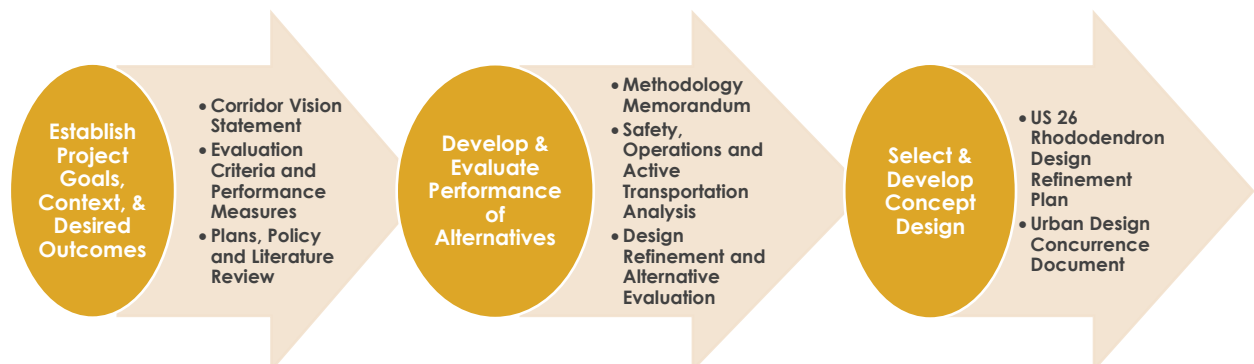 Establish
Project
Goals,
Context, &
Desired
Outcomes
• Corridor Vision
Statement
• Evaluation
Criteria and
Performance
Measures
• Plans, Policy
and Literature
Review
Develop &
Evaluate
Performance
of
Alternatives
• Methodology
Memorandum
• Safety,
Operations and
Active
Transportation
Analysis
• Design
Refinement and
Alternative
Evaluation
Select &
Develop
Concept
Design
• US 26
Rhododendron
Design
Refinement
Plan
• Urban Design
Concurrence
Document